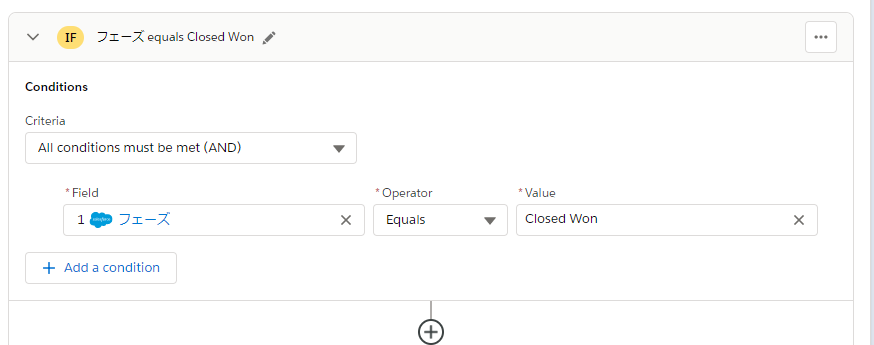 IF フェーズ equals Closed Won
Conditions
Criteria
All conditions must be met (AND)
* Field * Operator * Value
1 salesforce フェーズ Equals Closed Won
Add a condition